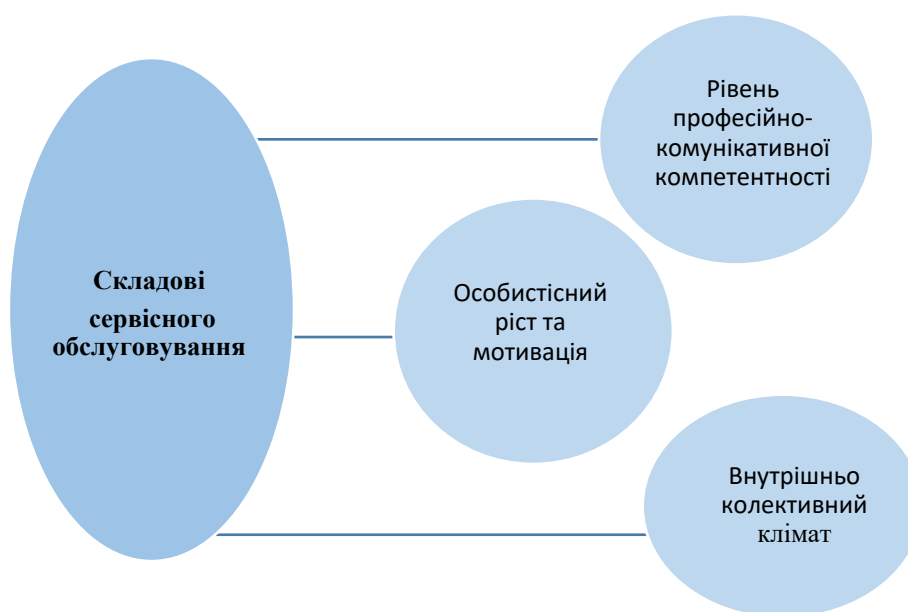 Складові
сервісного
обслуговування
Рівень
професійно-
комунікативної
компетентності
Особистісний
ріст та
мотивація
Внутрішньо
колективний
клімат